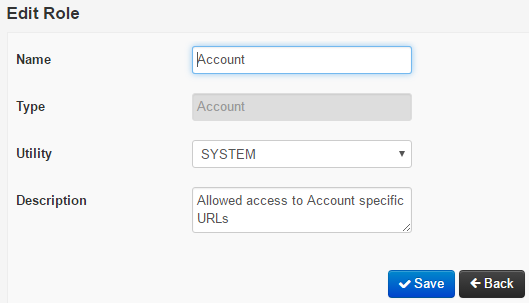 Edit Role
Name
Account
Type
Account
Utility
SYSTEM
Description
Allowed access to Account specific
URLs
Save
Back